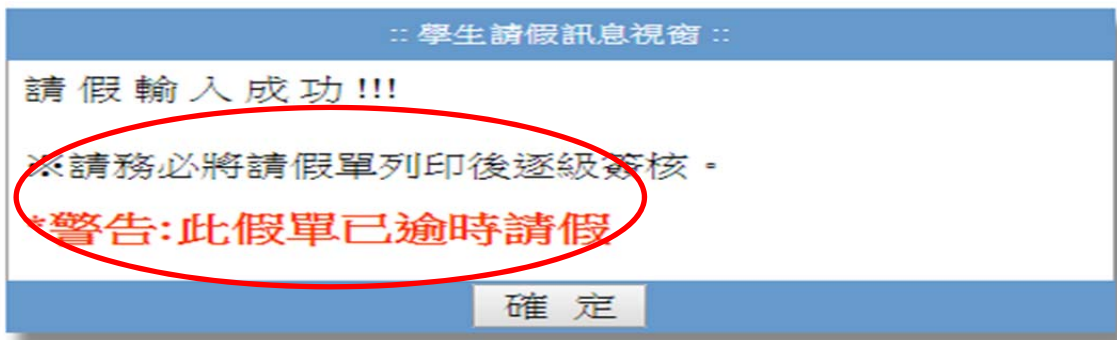 :: 學生請假訊息視窗 ::
請 假 輸 入 成 功 !!!
※請務必將請假單列印後逐級簽核。
*警告:此假單已逾時請假
確 定